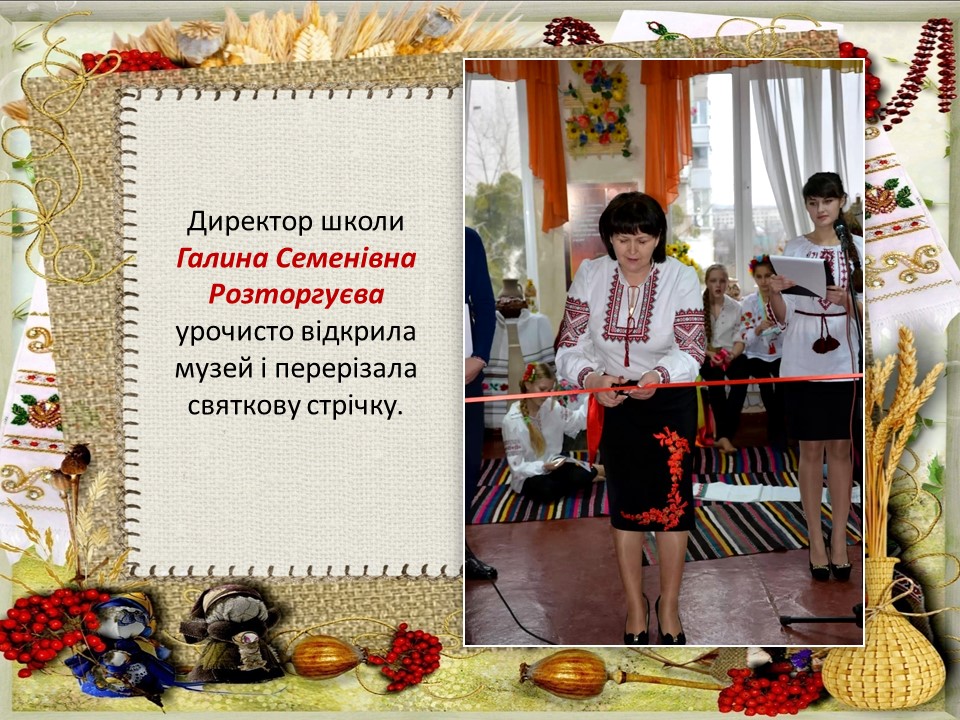 Директор школи
Галина Семенівна
Розторгуєва
урочисто відкрила
музей і перерізала
святкову стрічку.